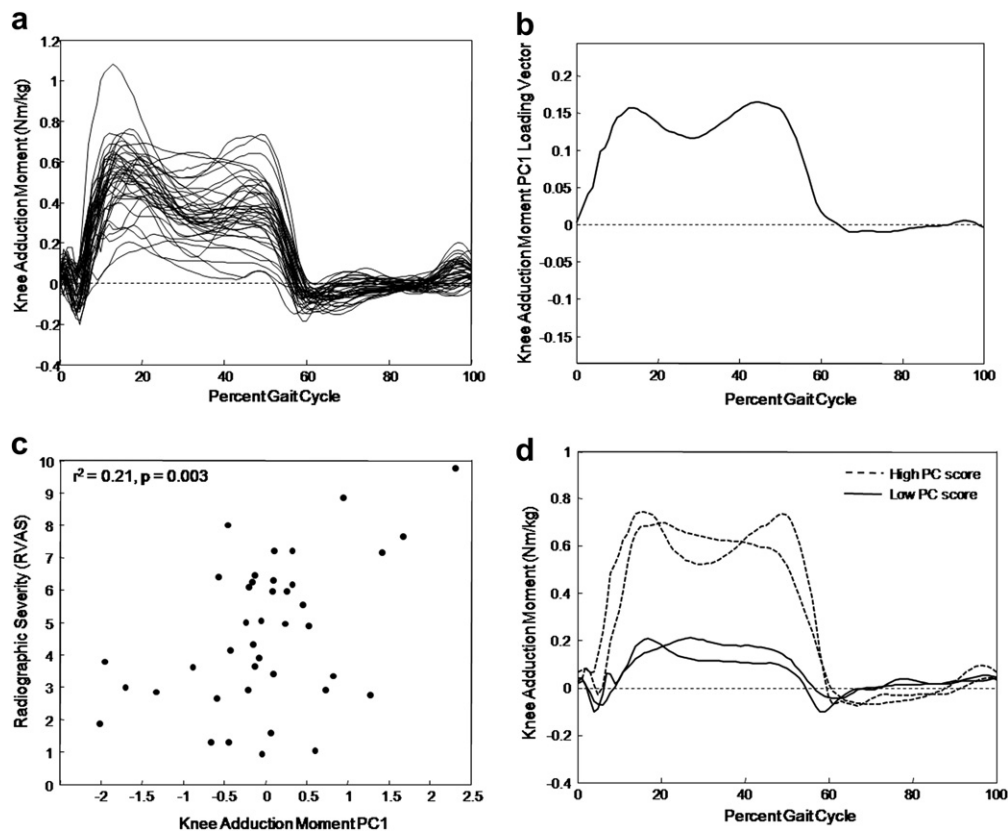 a
Knee Adduction Moment (Nm/kg)
1.2
1
0.8
0.6
0.4
0.2
0
-0.2
-0.4
0 20 40 60 80 100
Percent Gait Cycle
b
Knee Adduction Moment PC1 Loading Vector
0.2
0.15
0.1
0.05
0
-0.05
-0.1
-0.15
0 20 40 60 80 100
Percent Gait Cycle
c
r² = 0.21, p = 0.003
Radiographic Severity (RVAS)
10
9
8
7
6
5
4
3
2
1
0
-2 -1.5 -1 -0.5 0 0.5 1 1.5 2 2.5
Knee Adduction Moment PC1
d
High PC score
Low PC score
Knee Adduction Moment (Nm/kg)
1
0.8
0.6
0.4
0.2
0
-0.2
-0.4
0 20 40 60 80 100
Percent Gait Cycle